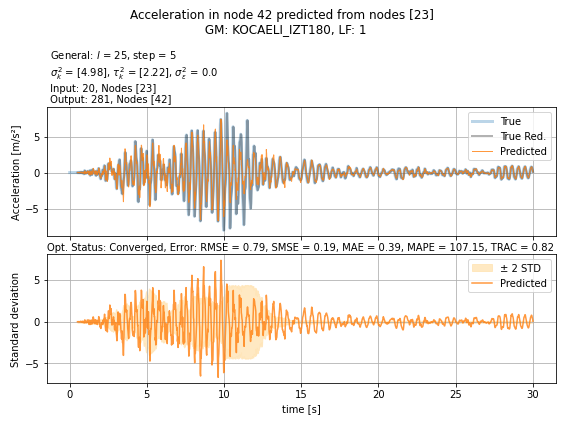 Acceleration in node 42 predicted from nodes [23]
GM: KOCAELI_IZT180, LF: 1
General: l = 25, step = 5
σ²ₖ = [4.98], τ²ₖ = [2.22], σ²ₑ = 0.0
Input: 20, Nodes [23]
Output: 281, Nodes [42]
True
True Red.
Predicted
Acceleration [m/s²]
5
0
−5
Opt. Status: Converged, Error: RMSE = 0.79, SMSE = 0.19, MAE = 0.39, MAPE = 107.15, TRAC = 0.82
± 2 STD
Predicted
Standard deviation
5
0
−5
0 5 10 15 20 25 30
time [s]